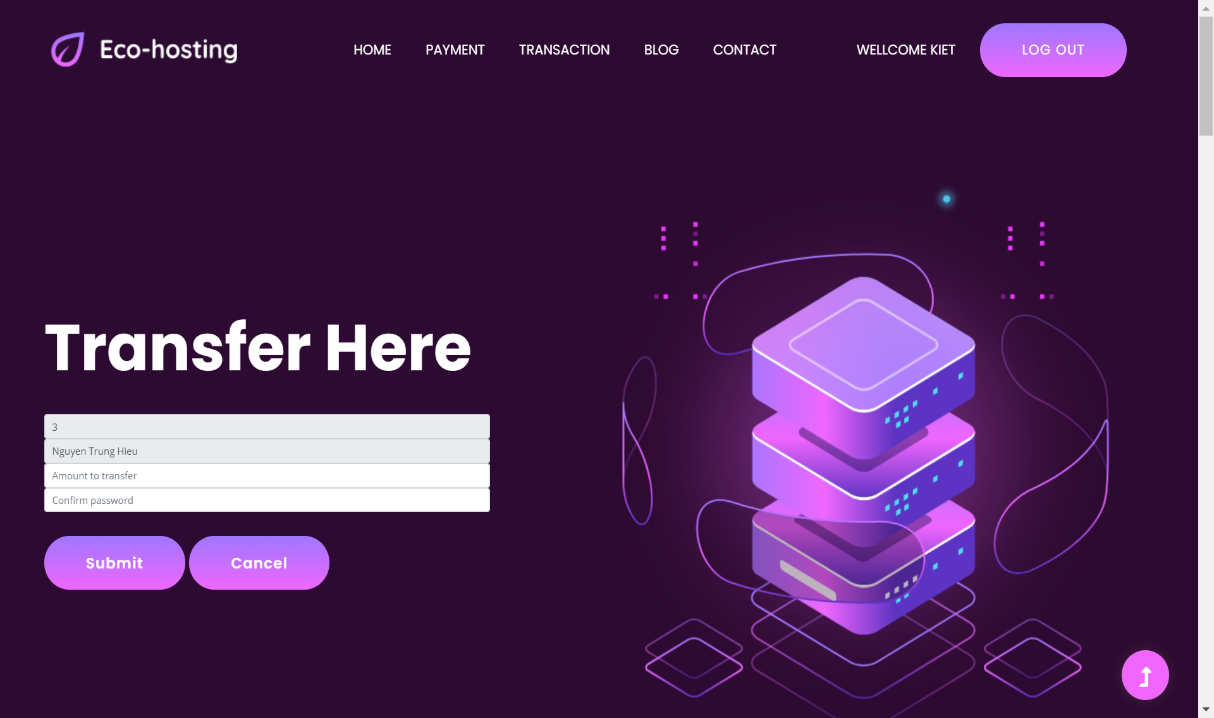 Eco-hosting
HOME PAYMENT TRANSACTION BLOG CONTACT WELLCOME KIET LOG OUT
Transfer Here
3
Nguyen Trung Hieu
Amount to transfer
Confirm password
Submit Cancel